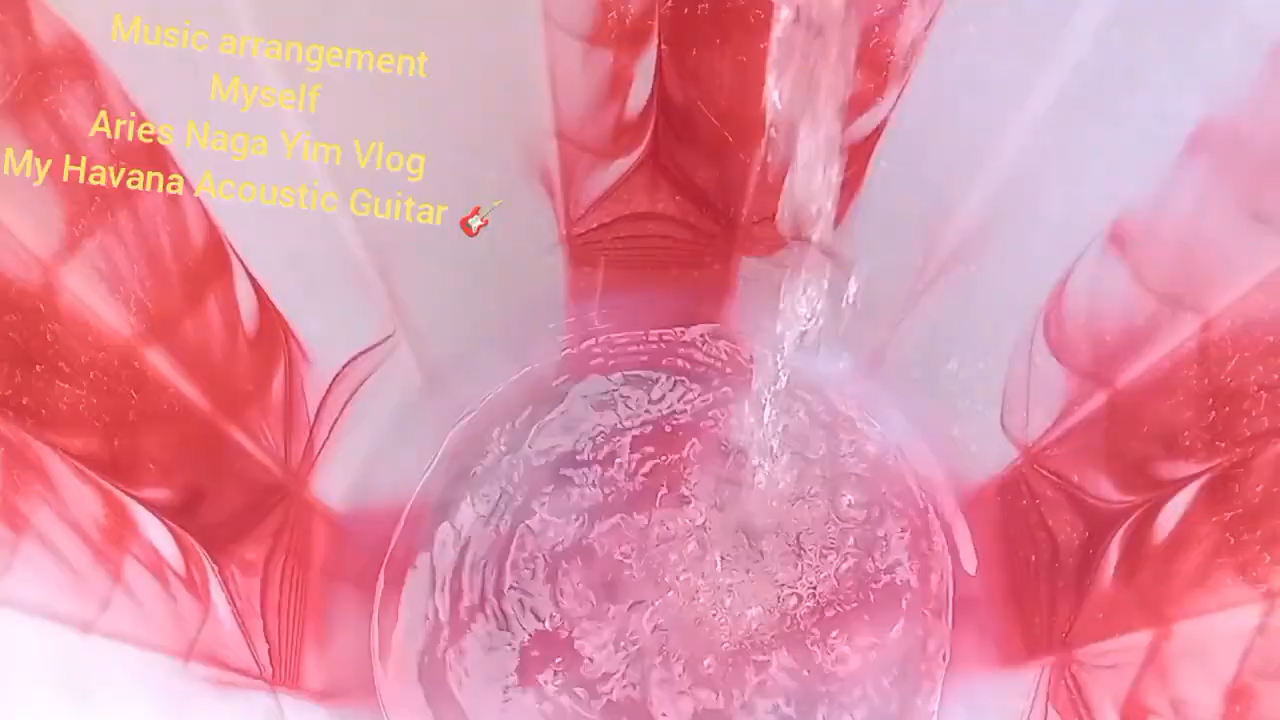 Music arrangement
Myself
Aries Naga Yim Vlog
My Havana Acoustic Guitar 🎸